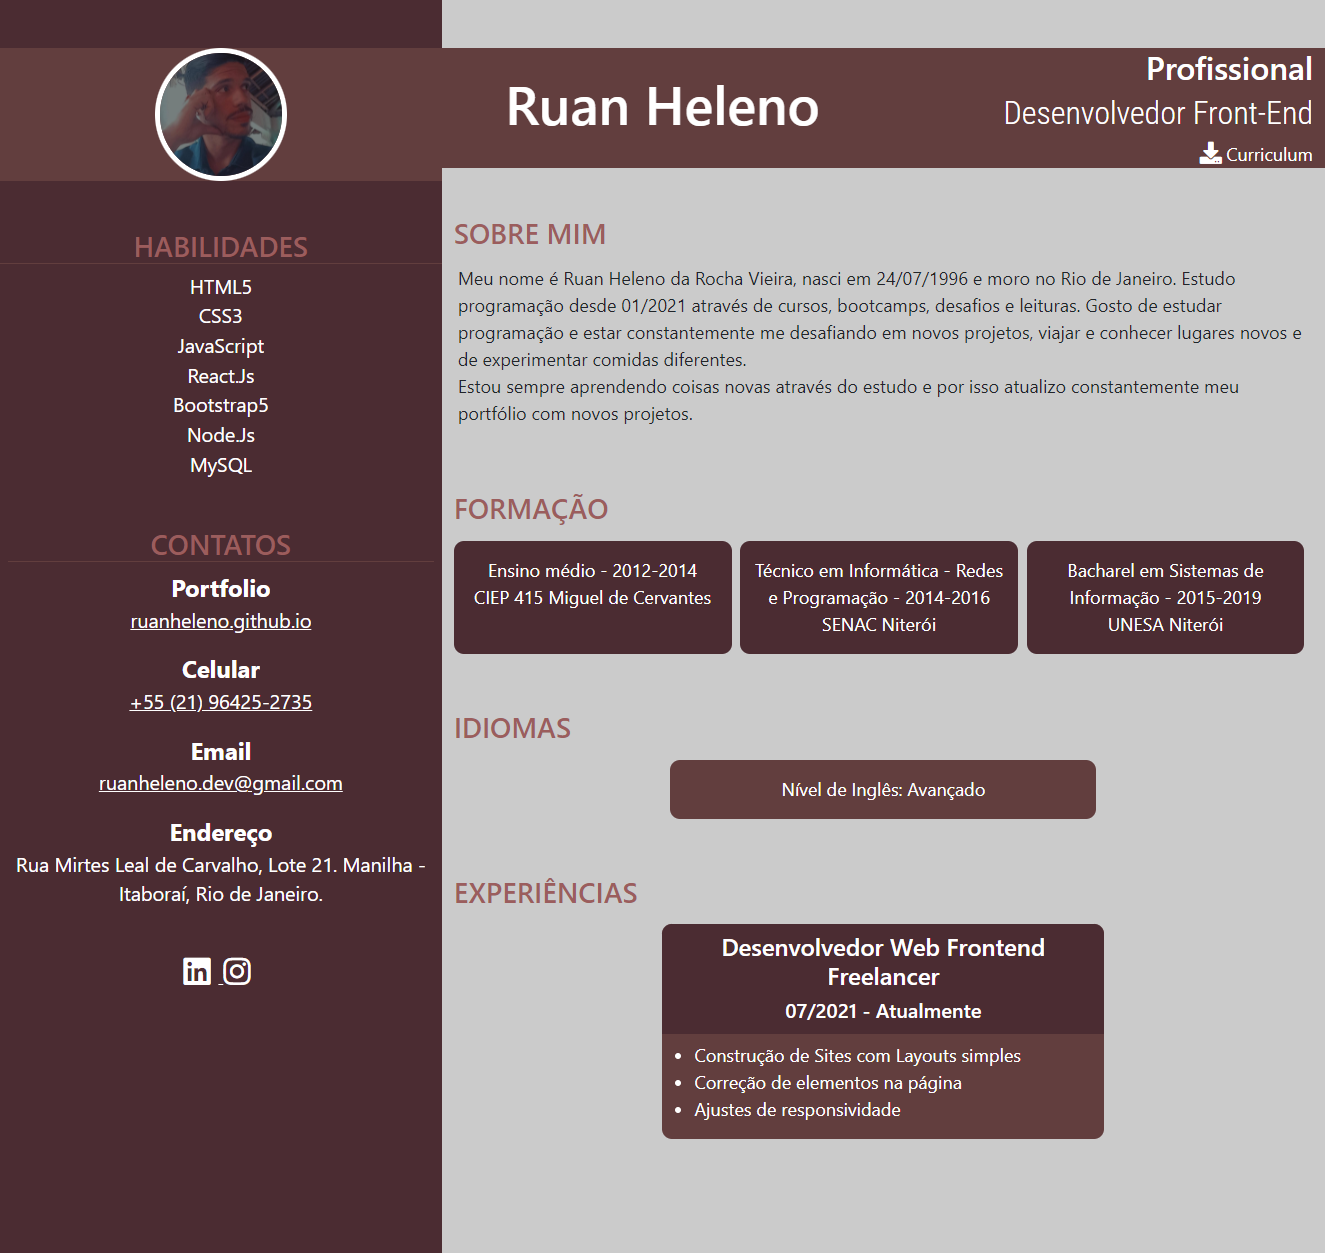 Ruan Heleno
Profissional
Desenvolvedor Front-End
Curriculum
HABILIDADES
HTML5
CSS3
JavaScript
React.Js
Bootstrap5
Node.Js
MySQL
CONTATOS
Portfolio
ruanheleno.github.io
Celular
+55 (21) 96425-2735
Email
ruanheleno.dev@gmail.com
Endereço
Rua Mirtes Leal de Carvalho, Lote 21. Manilha -
Itaboraí, Rio de Janeiro.
in
SOBRE MIM
Meu nome é Ruan Heleno da Rocha Vieira, nasci em 24/07/1996 e moro no Rio de Janeiro. Estudo
programação desde 01/2021 através de cursos, bootcamps, desafios e leituras. Gosto de estudar
programação e estar constantemente me desafiando em novos projetos, viajar e conhecer lugares novos e
de experimentar comidas diferentes.
Estou sempre aprendendo coisas novas através do estudo e por isso atualizo constantemente meu
portfólio com novos projetos.
FORMAÇÃO
Ensino médio - 2012-2014
CIEP 415 Miguel de Cervantes
Técnico em Informática - Redes
e Programação - 2014-2016
SENAC Niterói
Bacharel em Sistemas de
Informação - 2015-2019
UNESA Niterói
IDIOMAS
Nível de Inglês: Avançado
EXPERIÊNCIAS
Desenvolvedor Web Frontend
Freelancer
07/2021 - Atualmente
• Construção de Sites com Layouts simples
• Correção de elementos na página
• Ajustes de responsividade